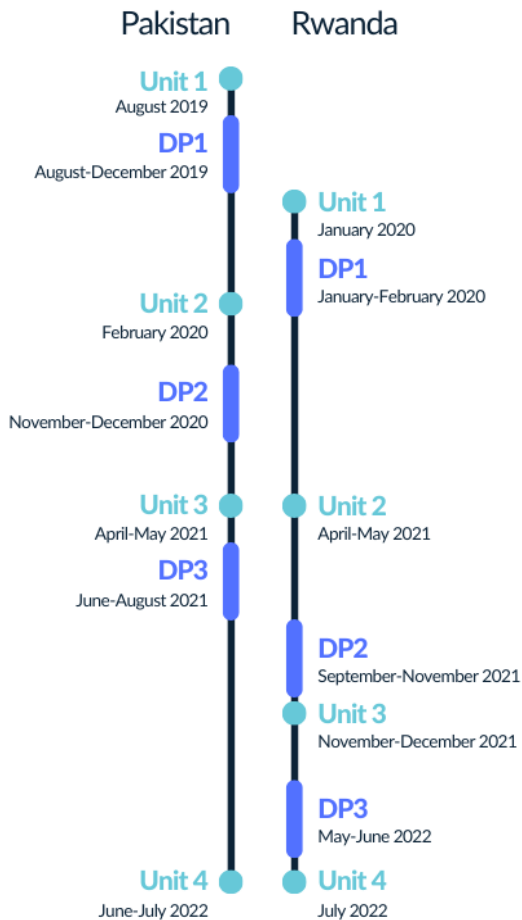 Pakistan
Unit 1
August 2019
DP1
August-December 2019
Unit 2
February 2020
DP2
November-December 2020
Unit 3
April-May 2021
DP3
June-August 2021
Unit 4
June-July 2022
Rwanda
Unit 1
January 2020
DP1
January-February 2020
Unit 2
April-May 2021
DP2
September-November 2021
Unit 3
November-December 2021
DP3
May-June 2022
Unit 4
July 2022